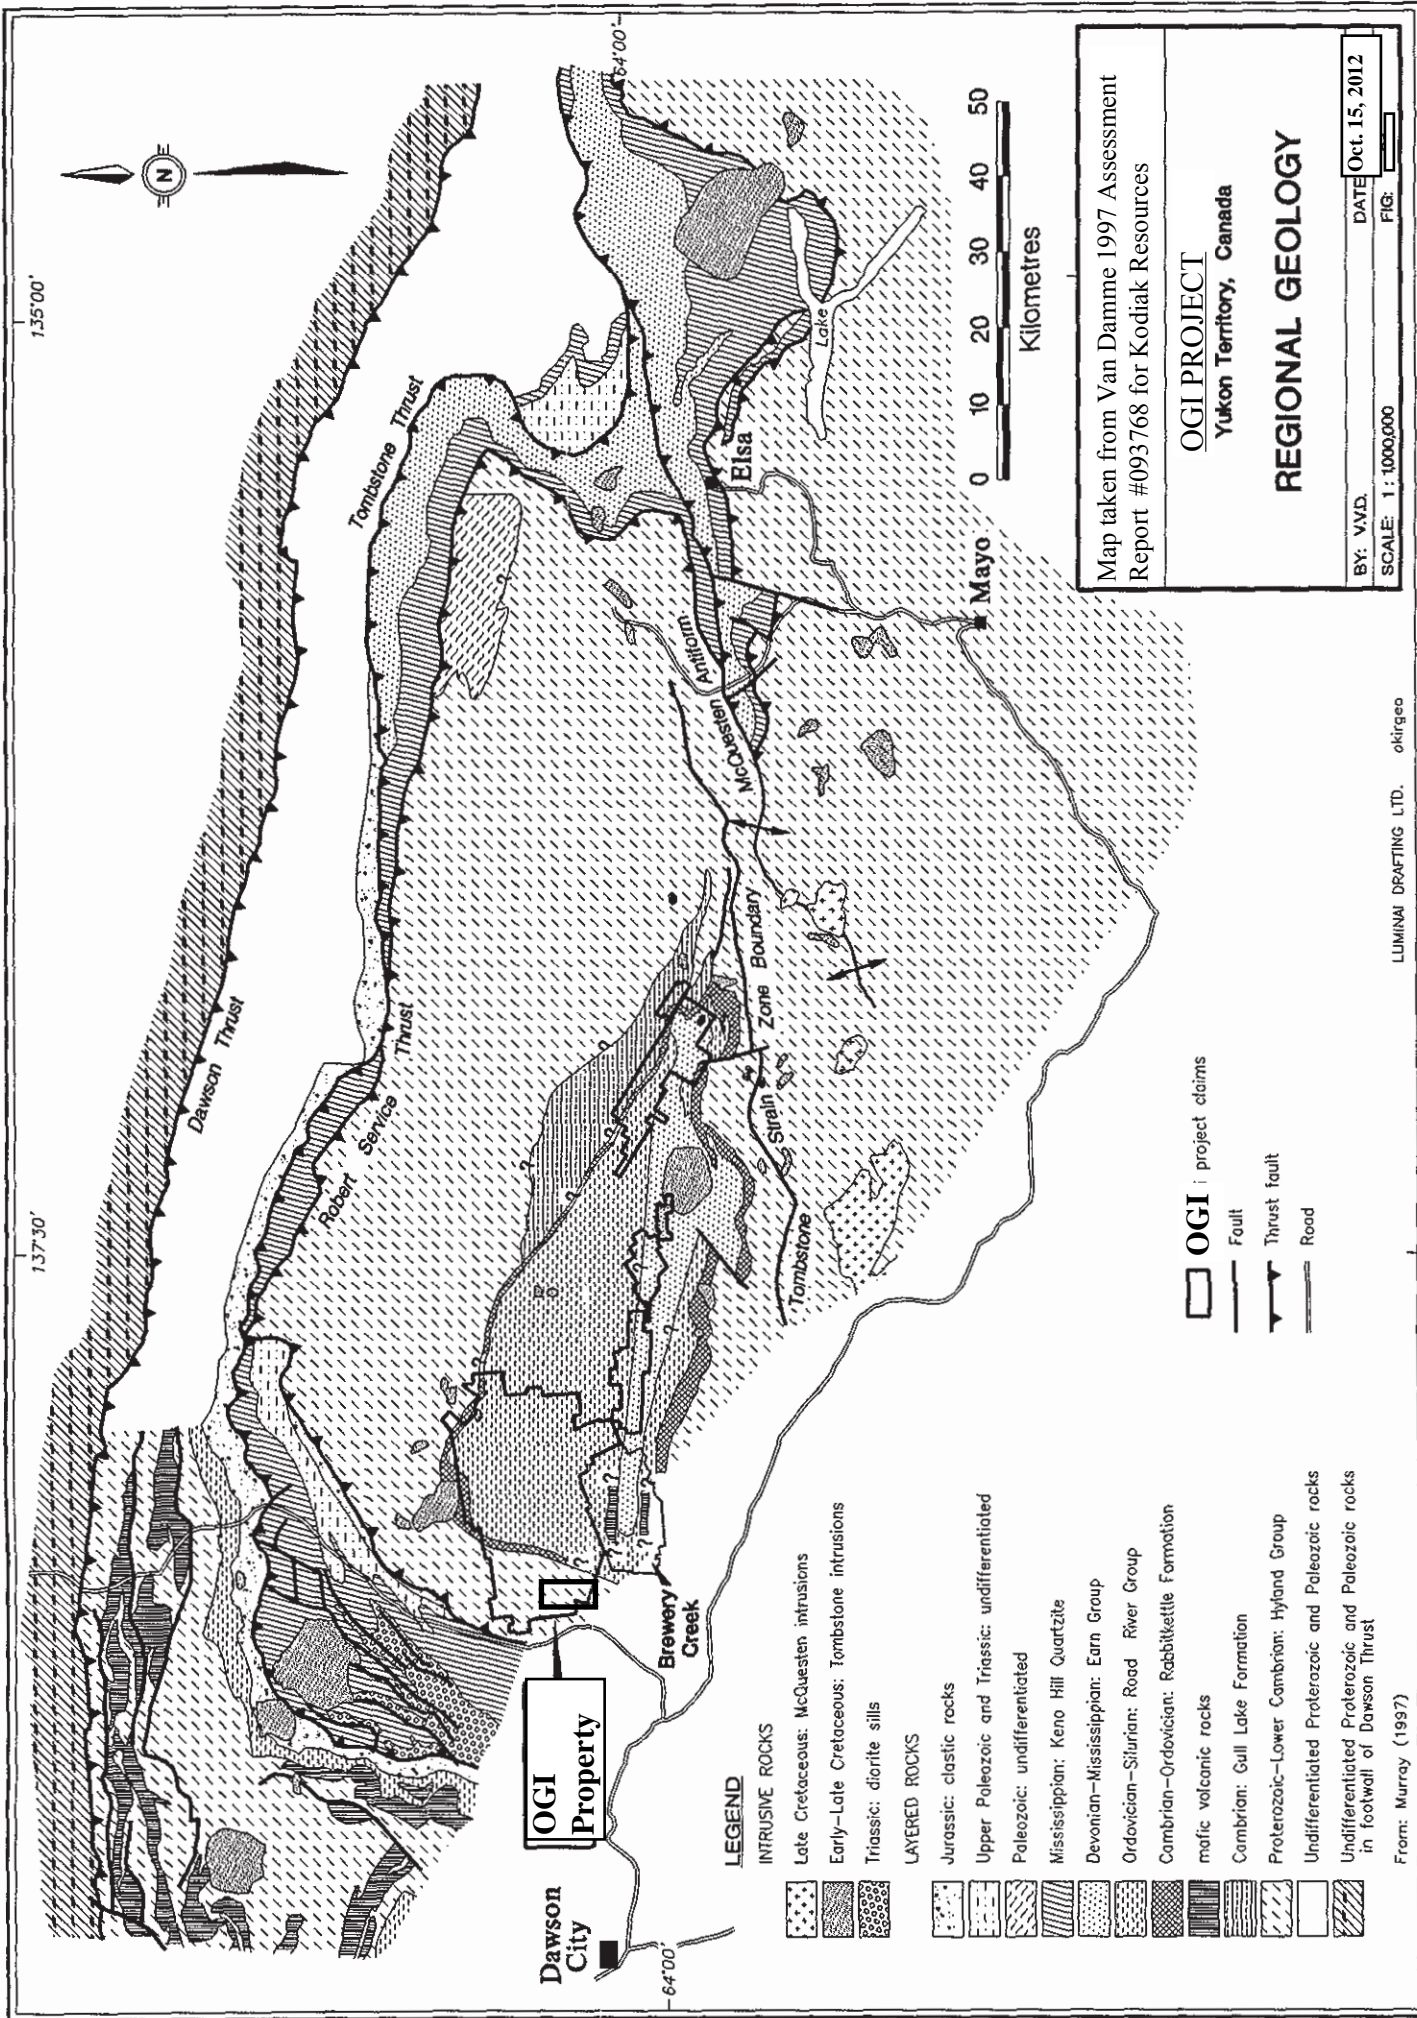 135°00'
137°30'
64°00'
64°00'
N
Tombstone Thrust
Dawson Thrust
Robert Service Thrust
McQuesten Antiform
Tombstone Strain Zone Boundary
Lake
Elsa
Mayo
Brewery
Creek
Dawson
City
OGI
Property
? ? ? ? ? ? ? ? ? ?
0 10 20 30 40 50
Kilometres
LEGEND
INTRUSIVE ROCKS
Late Cretaceous: McQuesten intrusions
Early–Late Cretaceous: Tombstone intrusions
Triassic: diorite sills
LAYERED ROCKS
Jurassic: clastic rocks
Upper Paleozoic and Triassic: undifferentiated
Paleozoic: undifferentiated
Mississippian: Keno Hill Quartzite
Devonian–Mississippian: Earn Group
Ordovician–Silurian: Road River Group
Cambrian–Ordovician: Rabbitkettle Formation
mafic volcanic rocks
Cambrian: Gull Lake Formation
Proterozoic–Lower Cambrian: Hyland Group
Undifferentiated Proterozoic and Paleozoic rocks
Undifferenticted Proterozoic and Paleozoic rocks
in footwall of Dawson Thrust
From: Murray (1997)
OGI i project claims
Fault
Thrust fault
Road
LUMINAI DRAFTING LTD. okirgeo
Map taken from Van Damme 1997 Assessment
Report #093768 for Kodiak Resources
OGI PROJECT
Yukon Territory, Canada
REGIONAL GEOLOGY
BY: V.V.D. DATE Oct. 15, 2012
SCALE: 1 : 1,000,000 FIG: